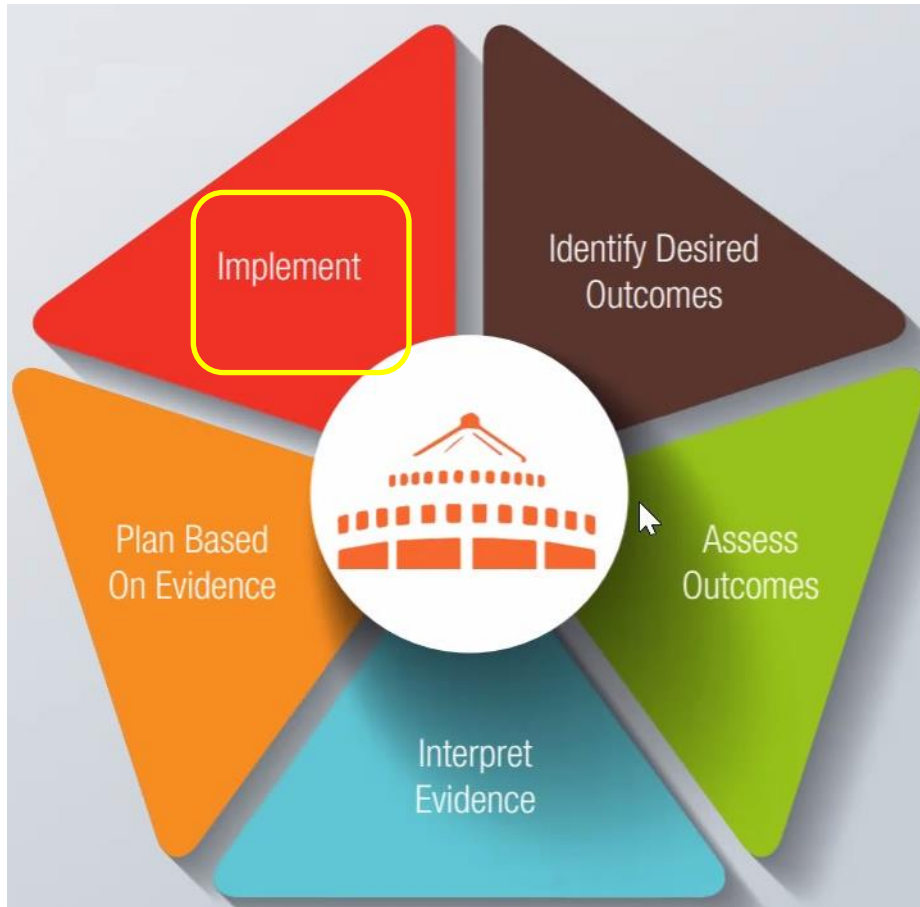 Implement
Identify Desired
Outcomes
Plan Based
On Evidence
Assess
Outcomes
Interpret
Evidence